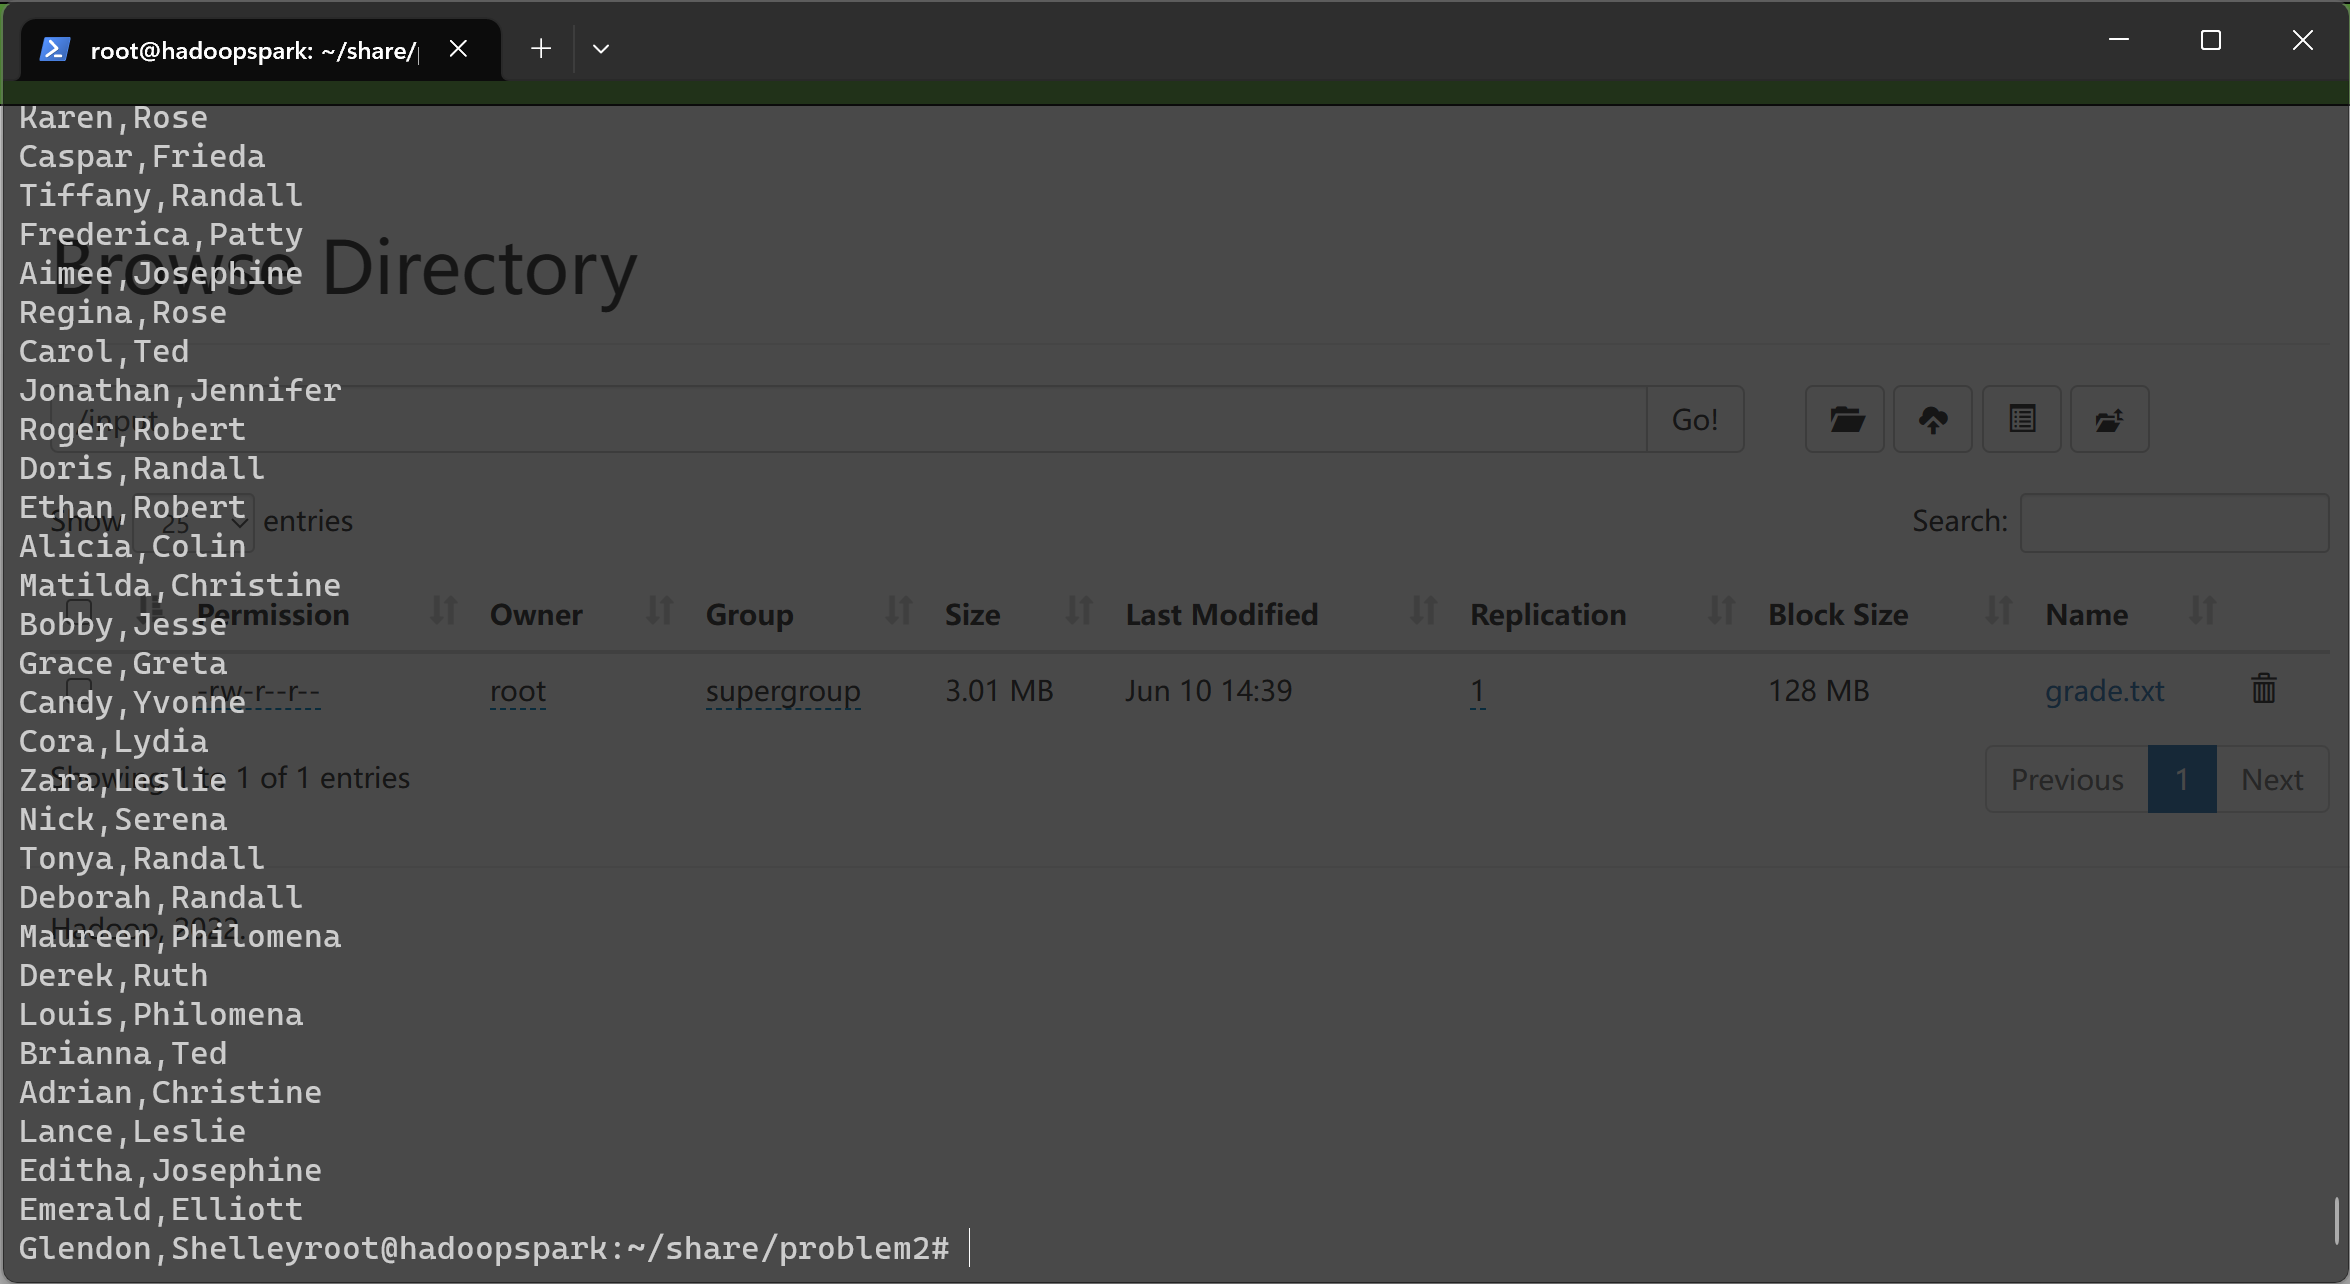 root@hadoopspark: ~/share/
Karen,Rose
Caspar,Frieda
Tiffany,Randall
Frederica,Patty
Browse Directory
Aimee,Josephine
Regina,Rose
Carol,Ted
Jonathan,Jennifer
/input
Go!
Roger,Robert
Doris,Randall
Ethan,Robert
Show 25 entries
Search:
Alicia,Colin
Matilda,Christine
Permission Owner Group Size Last Modified Replication Block Size Name
Bobby,Jesse
Grace,Greta
-rw-r--r-- root supergroup 3.01 MB Jun 10 14:39 1 128 MB grade.txt
Candy,Yvonne
Cora,Lydia
Zara,Leslie
Showing 1 to 1 of 1 entries
Previous 1 Next
Nick,Serena
Tonya,Randall
Deborah,Randall
Hadoop, 2022.
Maureen,Philomena
Derek,Ruth
Louis,Philomena
Brianna,Ted
Adrian,Christine
Lance,Leslie
Editha,Josephine
Emerald,Elliott
Glendon,Shelleyroot@hadoopspark:~/share/problem2#